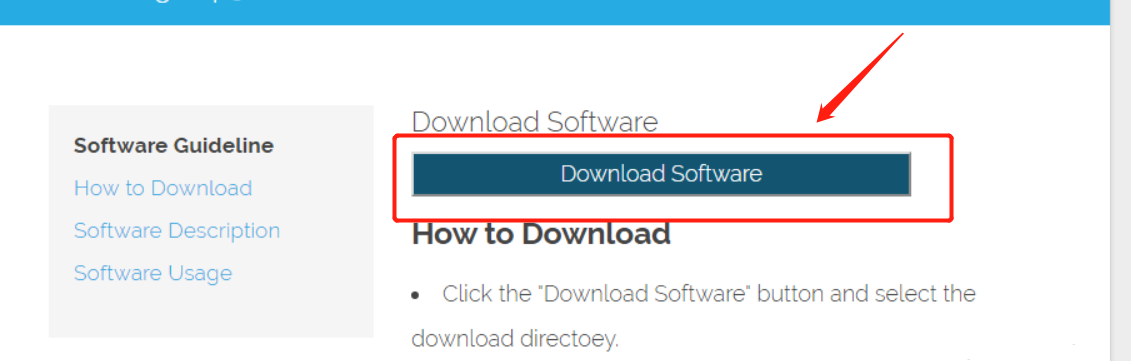 Download Software
Software Guideline
Download Software
How to Download
Software Description
How to Download
Software Usage
Click the "Download Software" button and select the
download directoey.